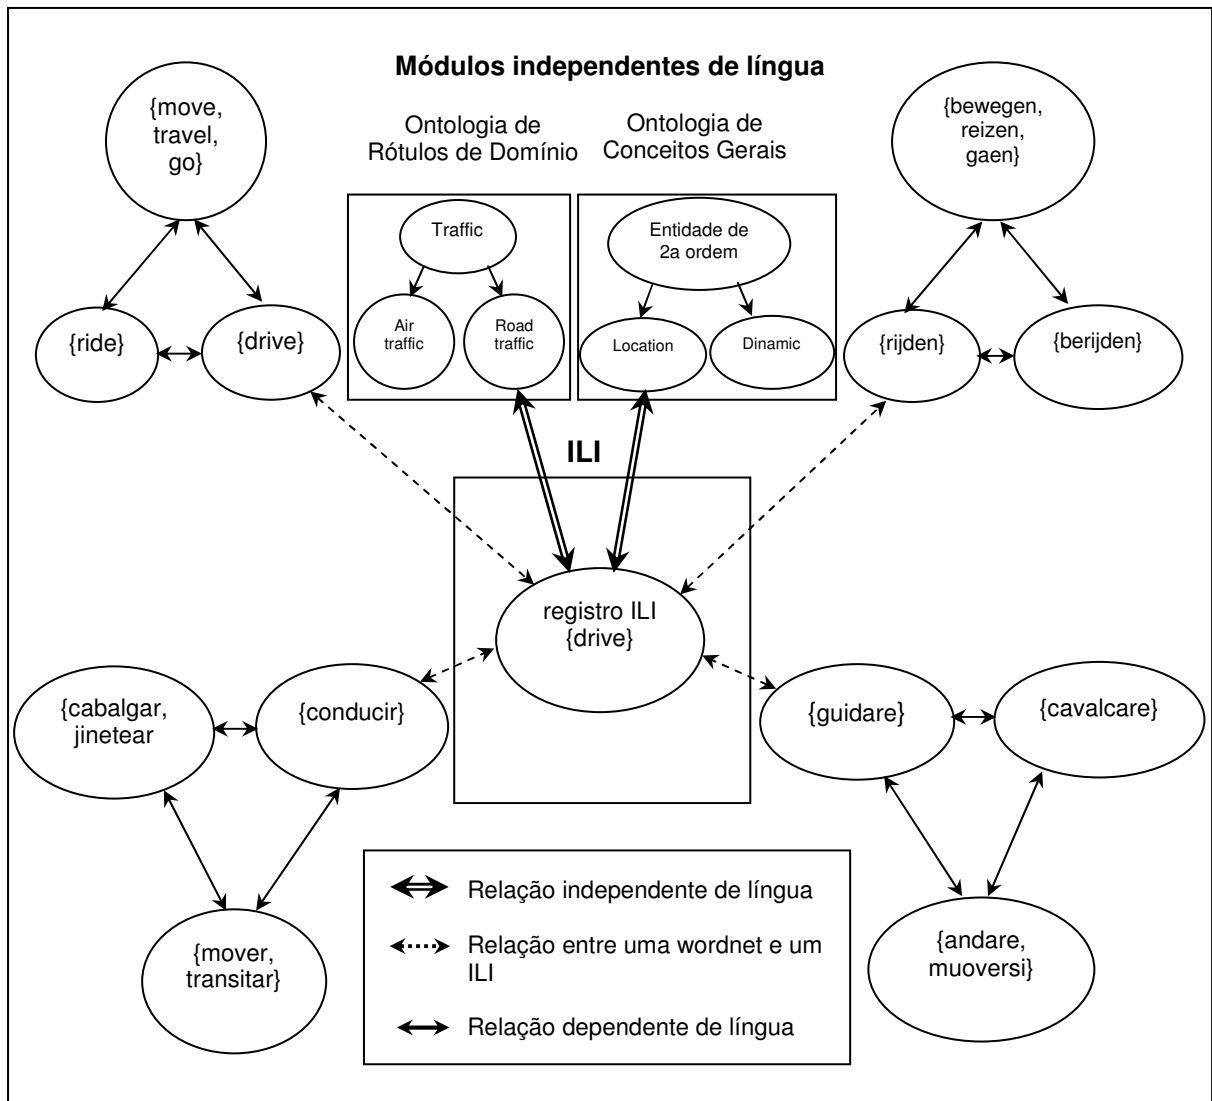 Módulos independentes de língua
{move,
travel,
go}
Ontologia de
Rótulos de Domínio
Ontologia de
Conceitos Gerais
{bewegen,
reizen,
gaen}
Traffic
Entidade de
2a ordem
{ride}
{drive}
Air
traffic
Road
traffic
Location
Dinamic
{rijden}
{berijden}
ILI
registro ILI
{drive}
{cabalgar,
jinetear
{conducir}
{guidare}
{cavalcare}
{mover,
transitar}
{andare,
muoversi}
Relação independente de língua
Relação entre uma wordnet e um
ILI
Relação dependente de língua